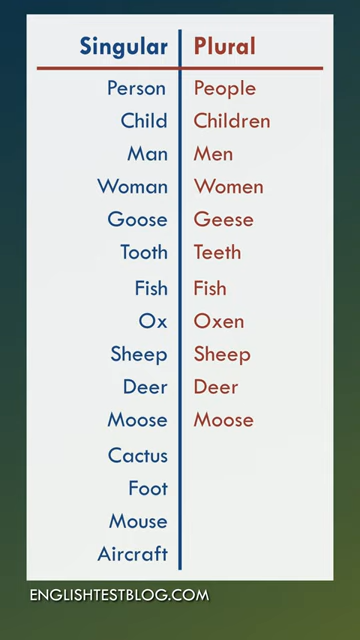 Singular Plural
Person People
Child Children
Man Men
Woman Women
Goose Geese
Tooth Teeth
Fish Fish
Ox Oxen
Sheep Sheep
Deer Deer
Moose Moose
Cactus
Foot
Mouse
Aircraft
ENGLISHTESTBLOG.COM